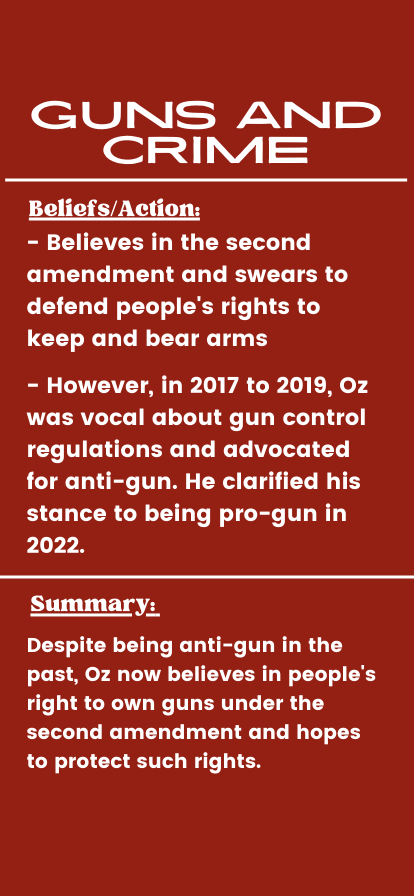 GUNS AND
CRIME
Beliefs/Action:
- Believes in the second
amendment and swears to
defend people's rights to
keep and bear arms
- However, in 2017 to 2019, Oz
was vocal about gun control
regulations and advocated
for anti-gun. He clarified his
stance to being pro-gun in
2022.
Summary:
Despite being anti-gun in the
past, Oz now believes in people's
right to own guns under the
second amendment and hopes
to protect such rights.